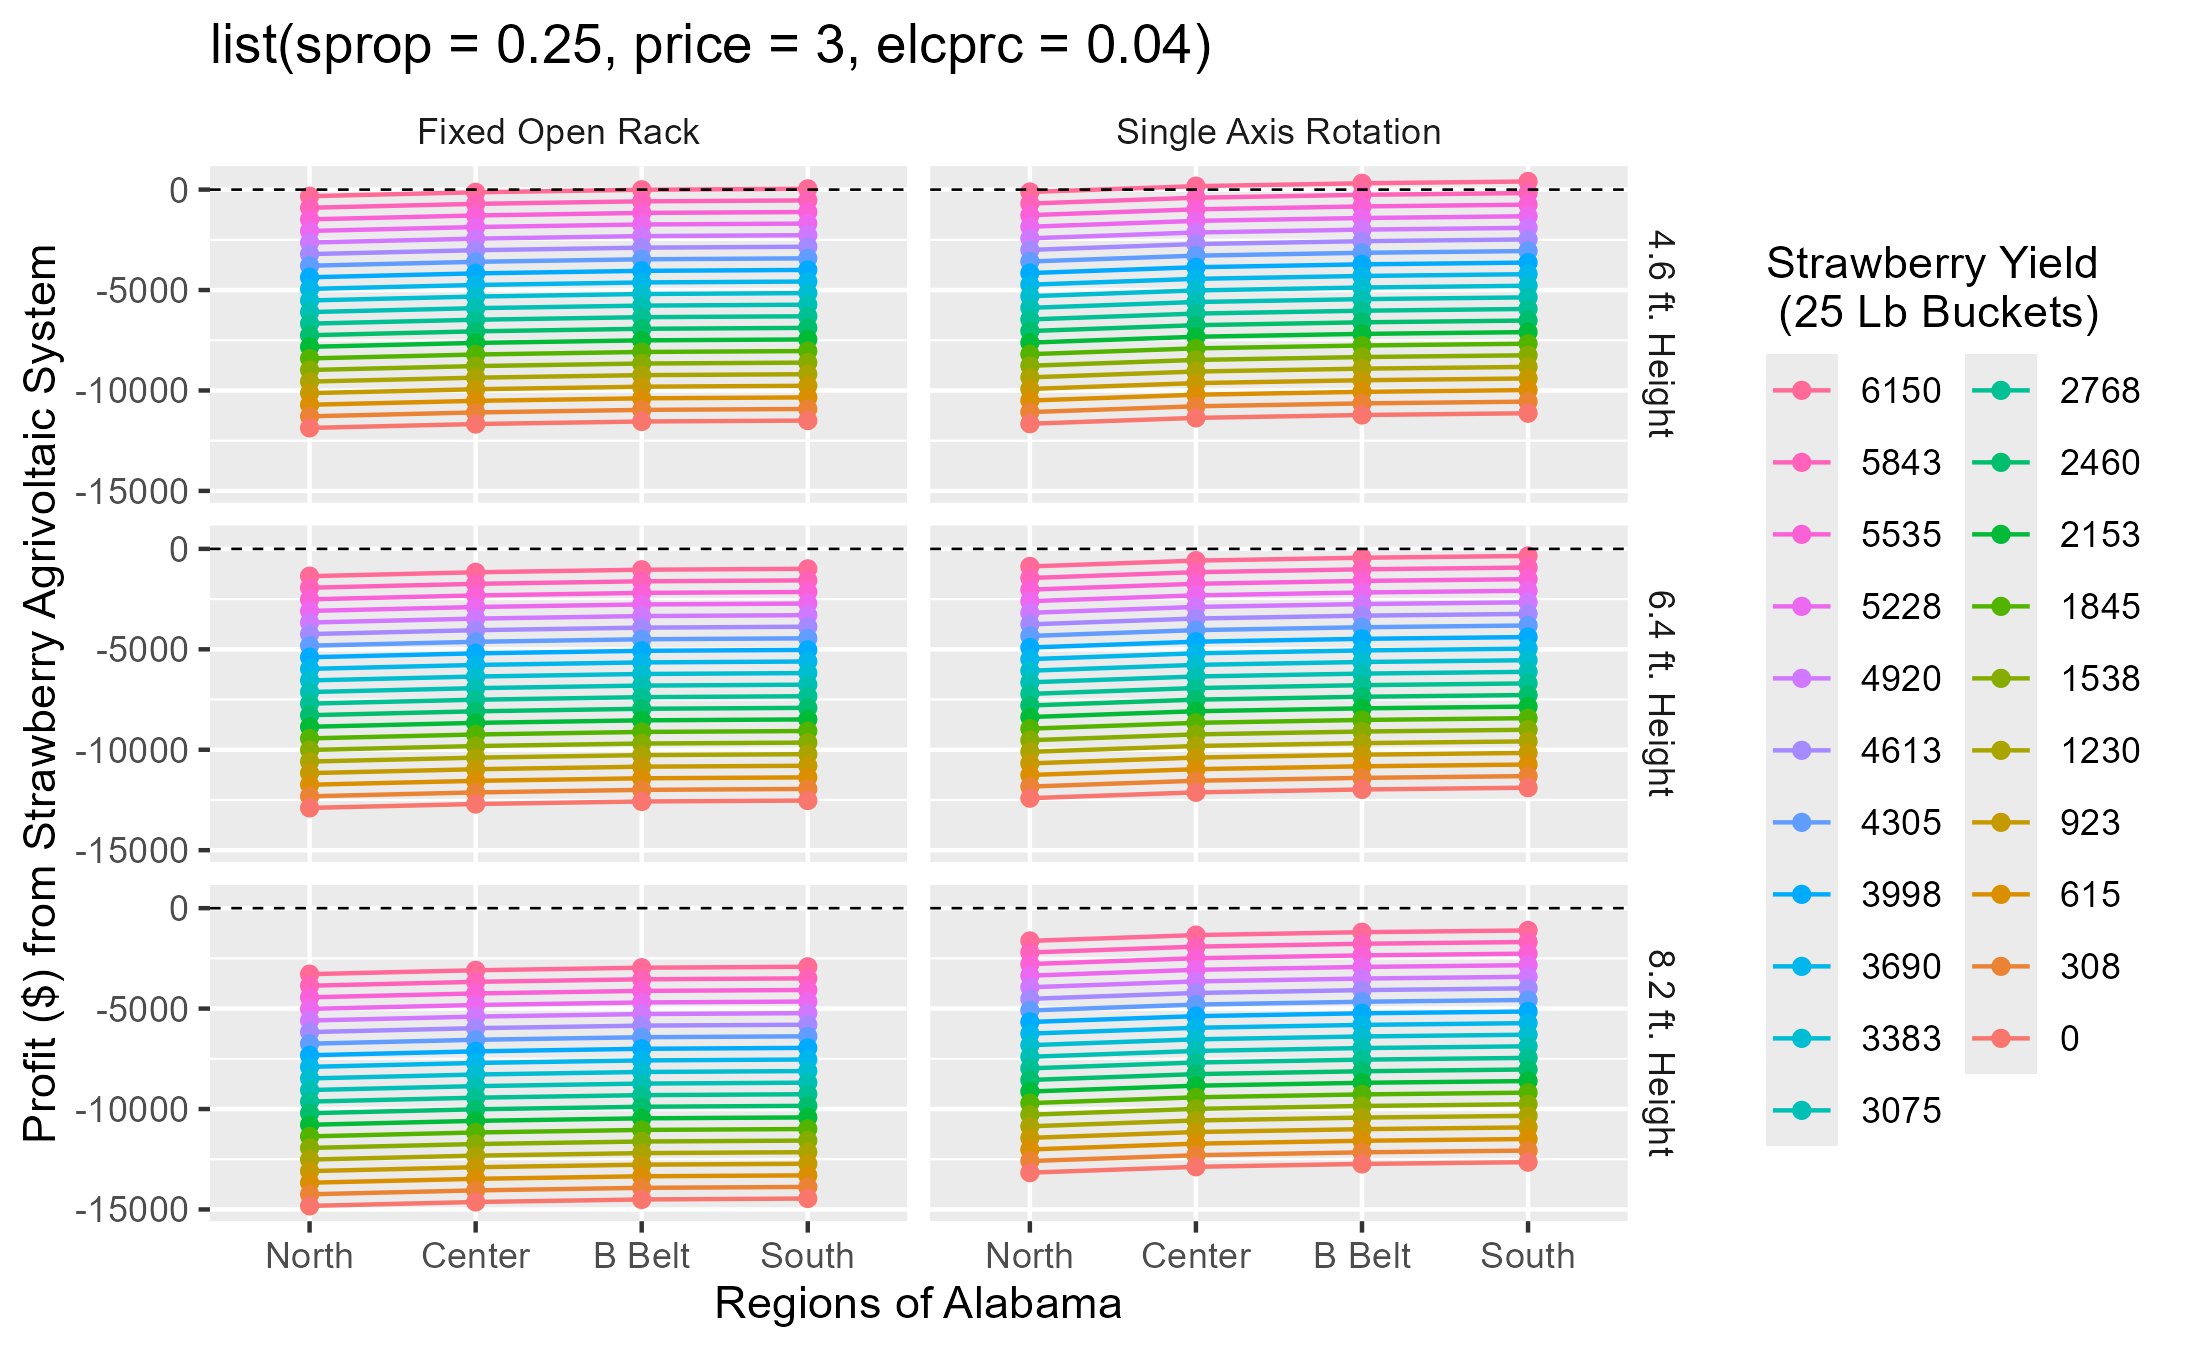 list(sprop = 0.25, price = 3, elcprc = 0.04)
Fixed Open Rack
Single Axis Rotation
Profit ($) from Strawberry Agrivoltaic System
0
-5000
-10000
-15000
4.6 ft. Height
0
-5000
-10000
-15000
6.4 ft. Height
0
-5000
-10000
-15000
8.2 ft. Height
North Center B Belt South
North Center B Belt South
Regions of Alabama
Strawberry Yield
(25 Lb Buckets)
6150
5843
5535
5228
4920
4613
4305
3998
3690
3383
3075
2768
2460
2153
1845
1538
1230
923
615
308
0